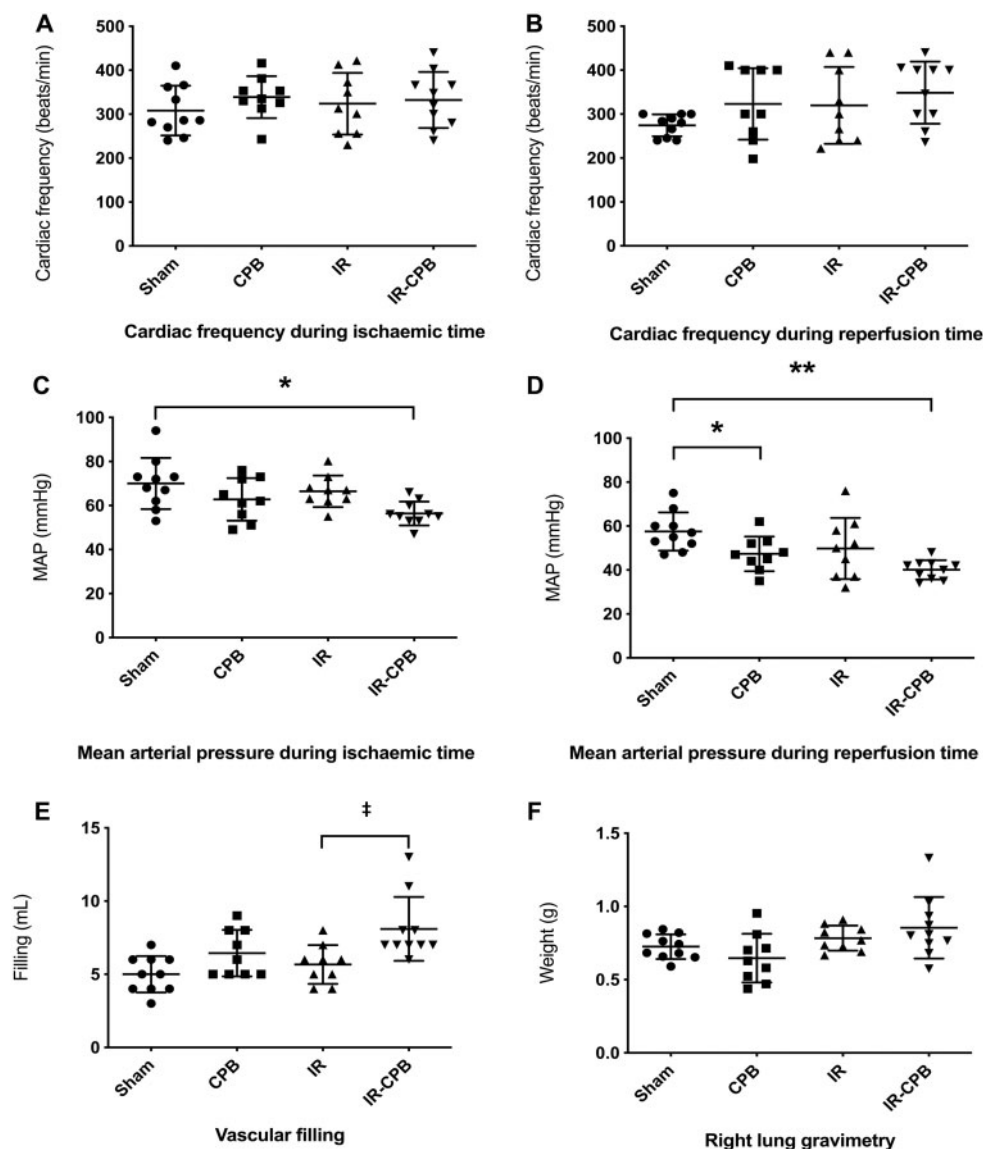 A
Cardiac frequency (beats/min)
500
400
300
200
100
0
Sham
CPB
IR
IR-CPB
Cardiac frequency during ischaemic time
B
Cardiac frequency (beats/min)
500
400
300
200
100
0
Sham
CPB
IR
IR-CPB
Cardiac frequency during reperfusion time
C
*
MAP (mmHg)
100
80
60
40
20
0
Sham
CPB
IR
IR-CPB
Mean arterial pressure during ischaemic time
D
**
*
MAP (mmHg)
100
80
60
40
20
0
Sham
CPB
IR
IR-CPB
Mean arterial pressure during reperfusion time
E
‡
Filling (mL)
15
10
5
0
Sham
CPB
IR
IR-CPB
Vascular filling
F
Weight (g)
1.5
1.0
0.5
0.0
Sham
CPB
IR
IR-CPB
Right lung gravimetry